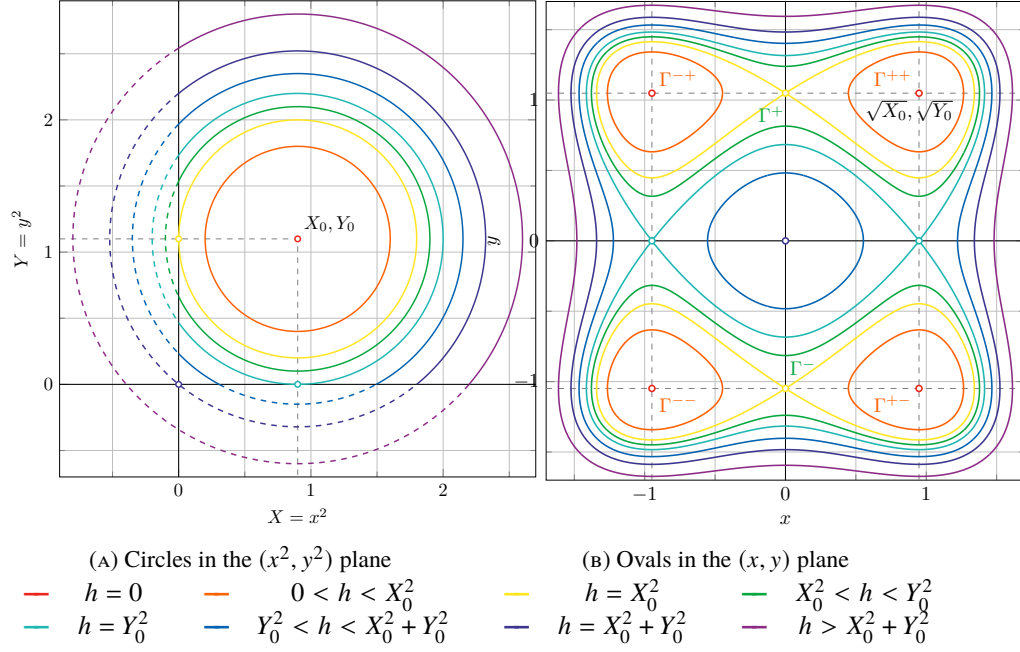 Y = y²
2
1
0
0
1
2
X = x²
X₀, Y₀
y
1
0
−1
−1
0
1
x
Γ⁻⁺
Γ⁺⁺
Γ⁺
√X₀, √Y₀
Γ⁻
Γ⁻⁻
Γ⁺⁻
(A) Circles in the (x², y²) plane
(B) Ovals in the (x, y) plane
h = 0
0 < h < X₀²
h = X₀²
X₀² < h < Y₀²
h = Y₀²
Y₀² < h < X₀² + Y₀²
h = X₀² + Y₀²
h > X₀² + Y₀²